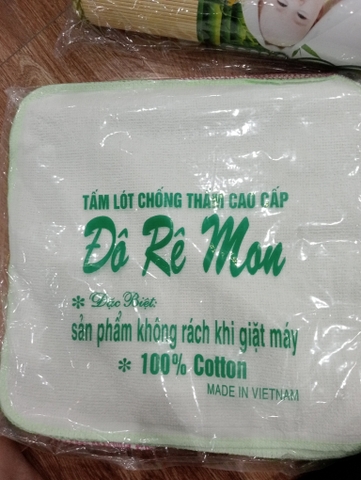 TẤM LÓT CHỐNG THẤM CAO CẤP
Đô Rê Mon
* Đặc Biệt:
sản phẩm không rách khi giặt máy
* 100% Cotton
MADE IN VIETNAM